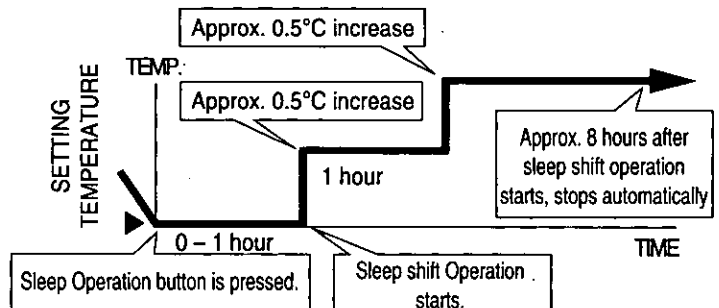 Approx. 0.5°C increase
TEMP.
Approx. 0.5°C increase
SETTING
TEMPERATURE
Approx. 8 hours after
sleep shift operation
starts, stops automatically
1 hour
0 – 1 hour
TIME
Sleep Operation button is pressed.
Sleep shift Operation
starts.